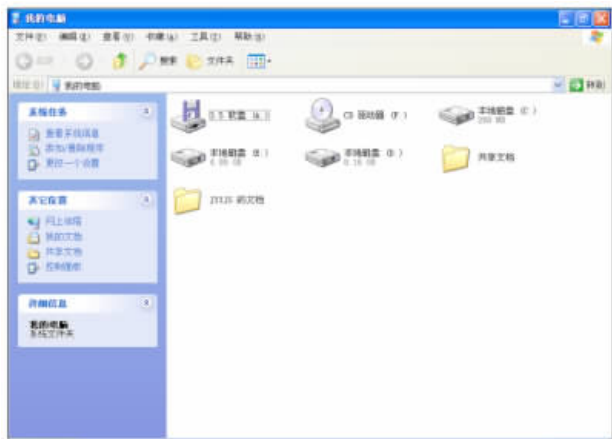 我的电脑
文件(F) 编辑(E) 查看(V) 收藏(A) 工具(T) 帮助(H)
搜索 文件夹
我的电脑 转到
系统任务
查看系统信息
添加/删除程序
更改一个设置
其它位置
网上邻居
我的文档
共享文档
控制面板
详细信息
我的电脑
系统文件夹
3.5 软盘 (A:)
CD 驱动器 (F:)
本地磁盘 (C:)
本地磁盘 (E:)
本地磁盘 (D:)
共享文档
的文档